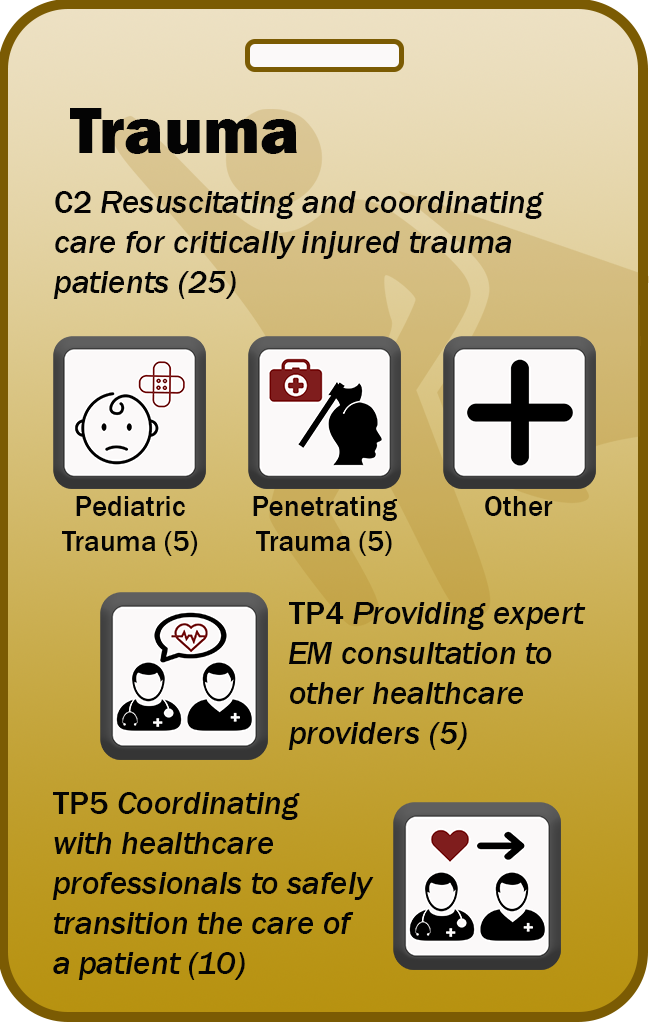 Trauma
C2 Resuscitating and coordinating
care for critically injured trauma
patients (25)
Pediatric
Trauma (5)
Penetrating
Trauma (5)
Other
TP4 Providing expert
EM consultation to
other healthcare
providers (5)
TP5 Coordinating
with healthcare
professionals to safely
transition the care of
a patient (10)